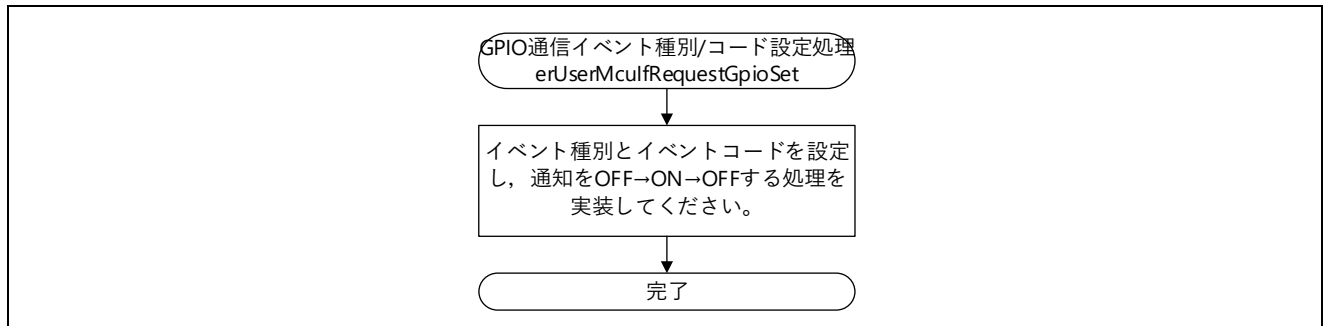 GPIO通信イベント種別/コード設定処理
erUserMcuIfRequestGpioSet
イベント種別とイベントコードを設定
し，通知をOFF→ON→OFFする処理を
実装してください。
完了